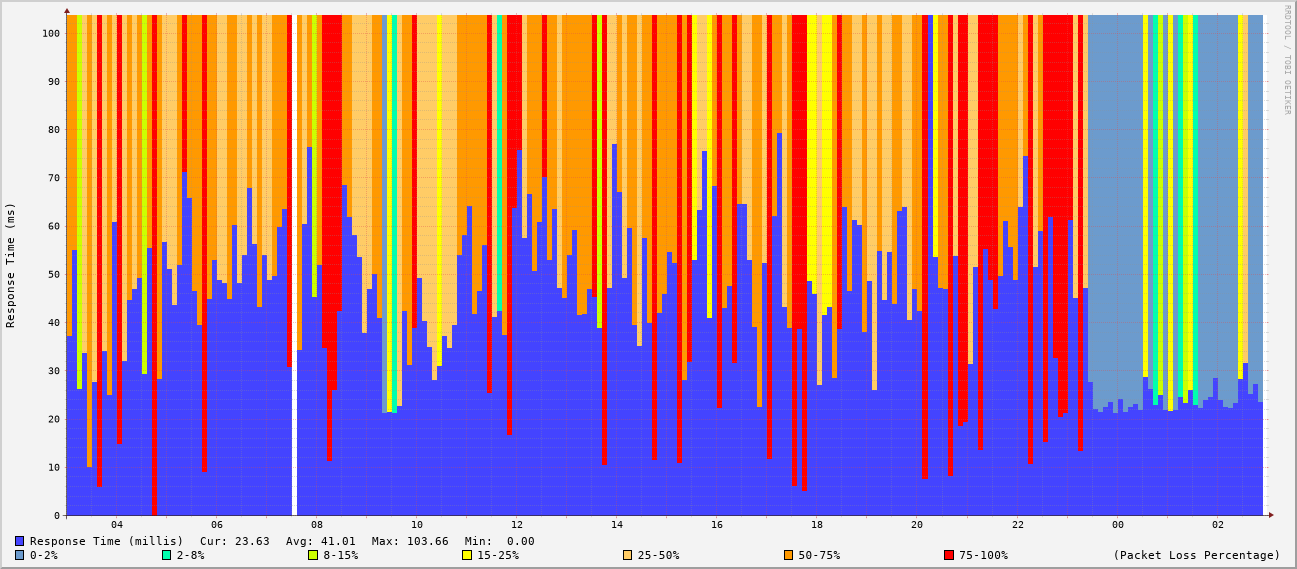 RRDTOOL / TOBI OETIKER
Response Time (ms)
100
90
80
70
60
50
40
30
20
10
0
04 06 08 10 12 14 16 18 20 22 00 02
Response Time (millis) Cur: 23.63 Avg: 41.01 Max: 103.66 Min: 0.00
0-2% 2-8% 8-15% 15-25% 25-50% 50-75% 75-100% (Packet Loss Percentage)